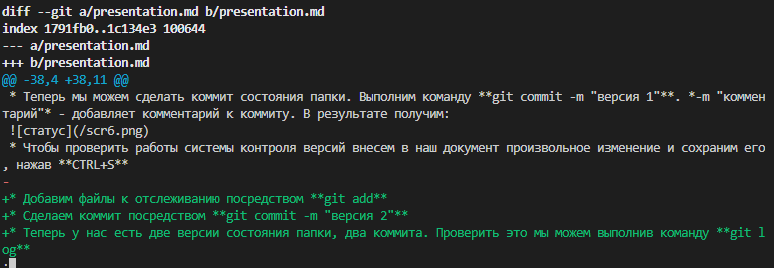 diff --git a/presentation.md b/presentation.md
index 1791fb0..1c134e3 100644
--- a/presentation.md
+++ b/presentation.md
@@ -38,4 +38,11 @@
 * Теперь мы можем сделать коммит состояния папки. Выполним команду **git commit -m "версия 1"**. *-m "коммен
тарий"* - добавляет комментарий к коммиту. В результате получим:
 ![статус](/scr6.png)
 * Чтобы проверить работы системы контроля версий внесем в наш документ произвольное изменение и сохраним его
, нажав **CTRL+S**
-
+* Добавим файлы к отслеживанию посредством **git add**
+* Сделаем коммит посредством **git commit -m "версия 2"**
+* Теперь у нас есть две версии состояния папки, два коммита. Проверить это мы можем выполнив команду **git l
og**
: